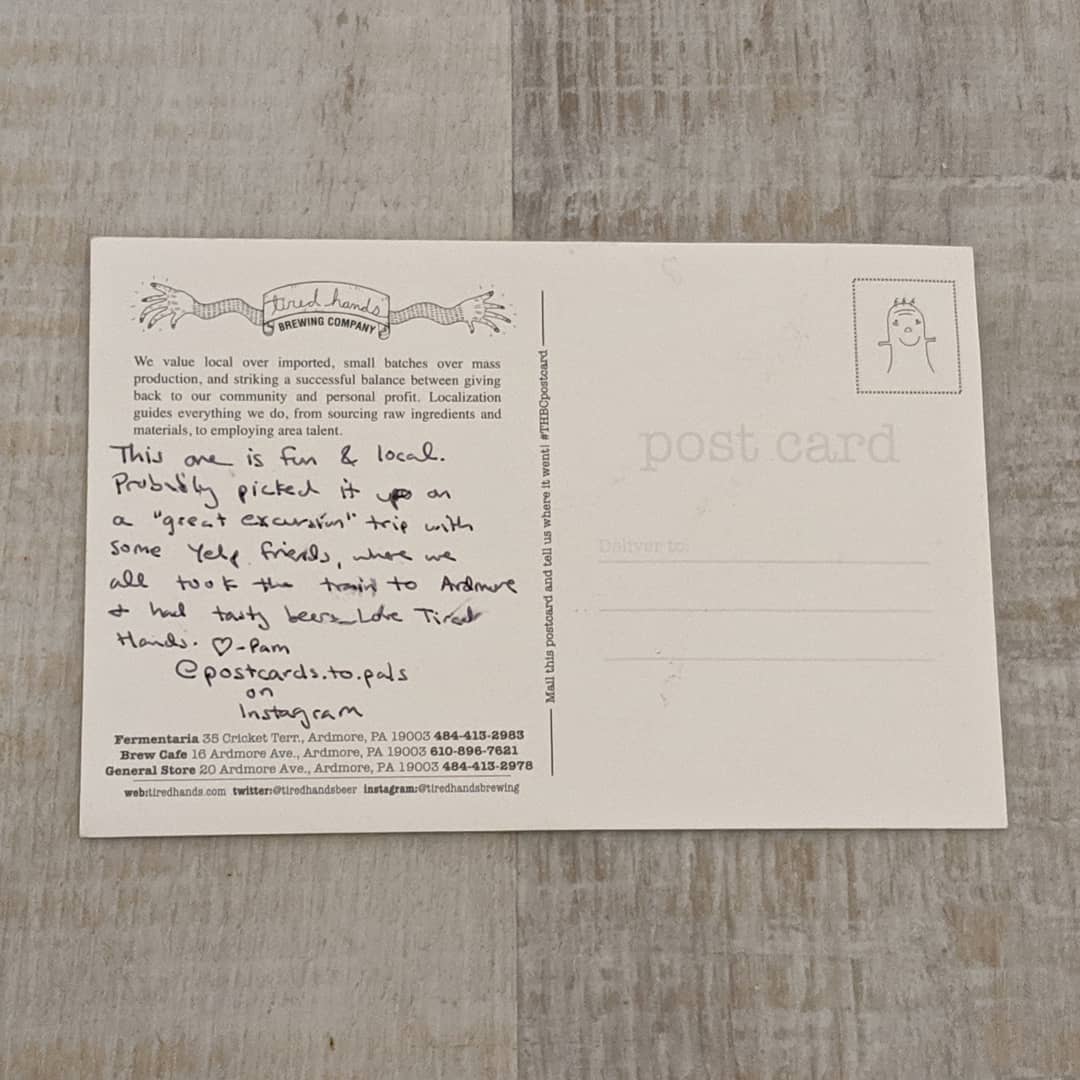 tired hands
BREWING COMPANY
We value local over imported, small batches over mass
production, and striking a successful balance between giving
back to our community and personal profit. Localization
guides everything we do, from sourcing raw ingredients and
materials, to employing area talent.
This one is fun & local.
Probably picked it up on
a "great excursion" trip with
some Yelp friends, where we
all took the train to Ardmore
& had tasty beers. Love Tired
Hands. ♡-Pam
@postcards.to.pals
on
Instagram
Fermentaria 35 Cricket Terr., Ardmore, PA 19003 484-413-2983
Brew Cafe 16 Ardmore Ave., Ardmore, PA 19003 610-896-7621
General Store 20 Ardmore Ave., Ardmore, PA 19003 484-413-2978
web:tiredhands.com twitter:@tiredhandsbeer instagram:@tiredhandsbrewing
Mail this postcard and tell us where it went! #THBCpostcard
post card
Deliver to: